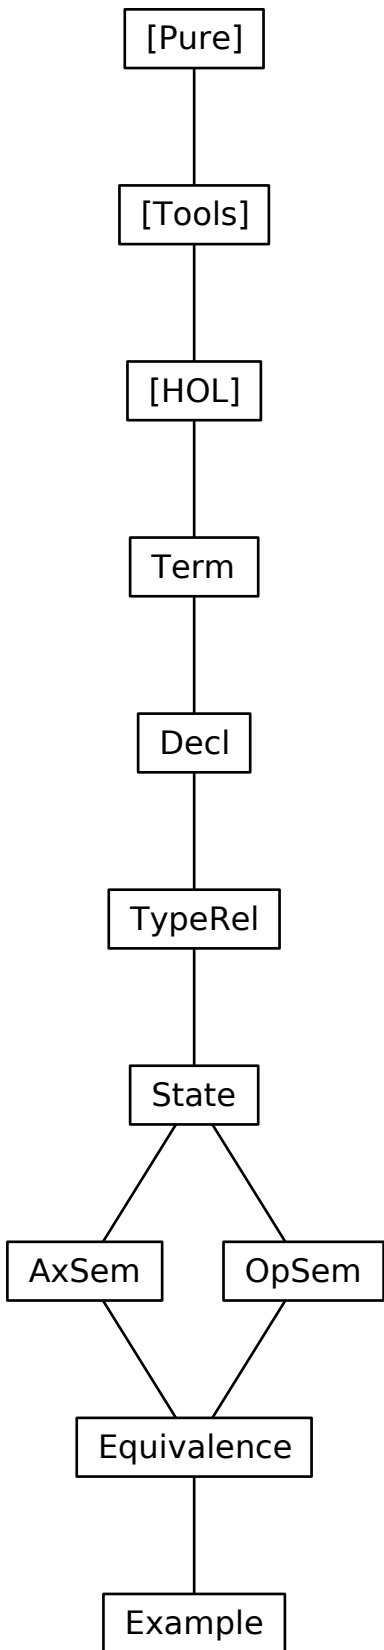 [Pure]
[Tools]
[HOL]
Term
Decl
TypeRel
State
AxSem
OpSem
Equivalence
Example